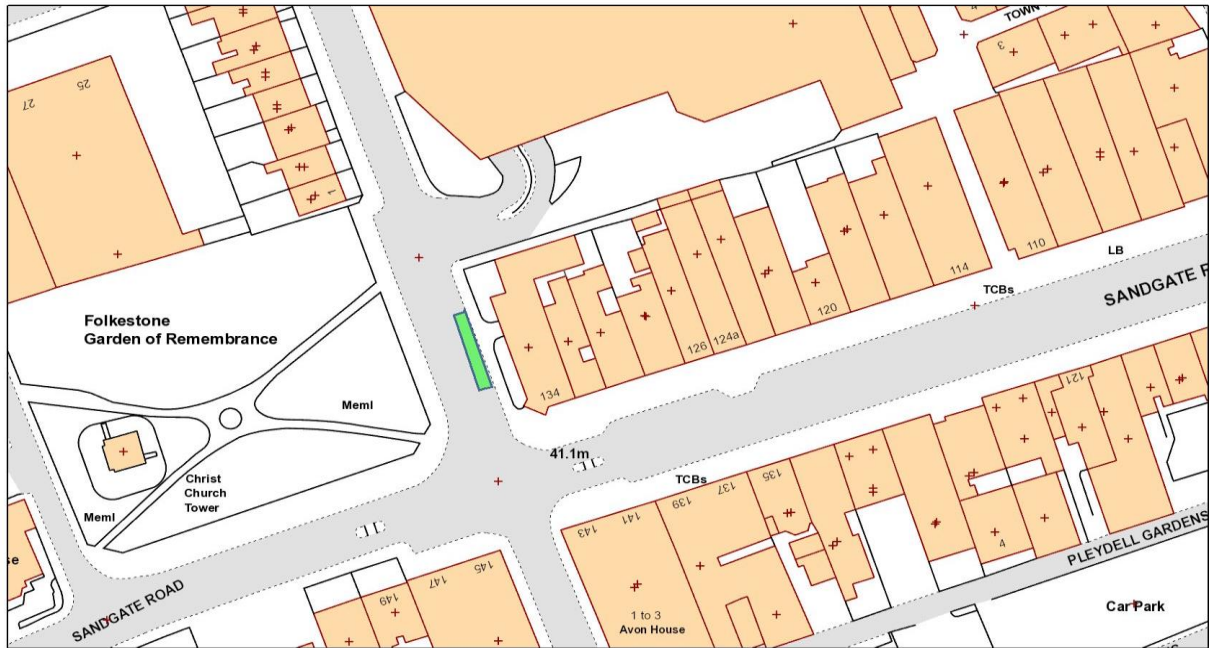 TOWN
4
3
27
25
1
110
LB
114
TCBs
SANDGATE R
120
124a
126
134
Folkestone
Garden of Remembrance
Meml
121
41.1m
Christ
Church
Tower
Meml
TCBs
135
137
139
141
143
4
PLEYDELL GARDENS
se
145
147
149
SANDGATE ROAD
1 to 3
Avon House
Car Park